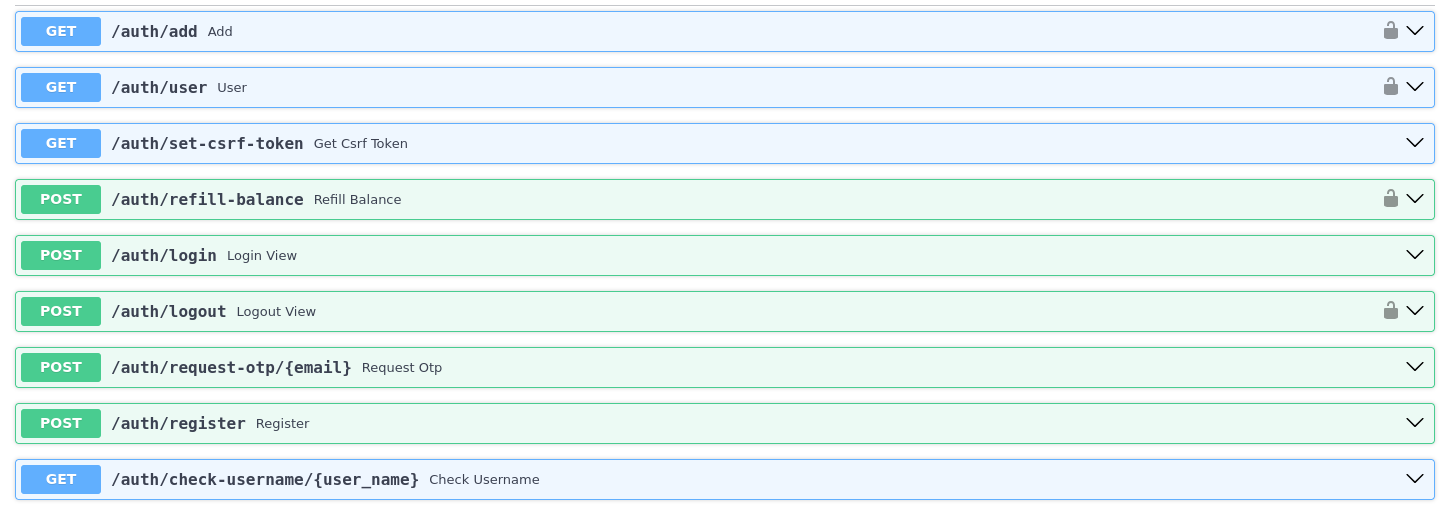 GET /auth/add Add
GET /auth/user User
GET /auth/set-csrf-token Get Csrf Token
POST /auth/refill-balance Refill Balance
POST /auth/login Login View
POST /auth/logout Logout View
POST /auth/request-otp/{email} Request Otp
POST /auth/register Register
GET /auth/check-username/{user_name} Check Username